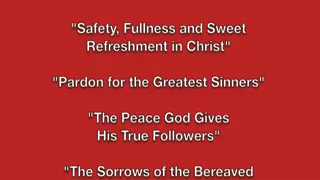 "Safety, Fullness and Sweet
Refreshment in Christ"
"Pardon for the Greatest Sinners"
"The Peace God Gives
His True Followers"
"The Sorrows of the Bereaved